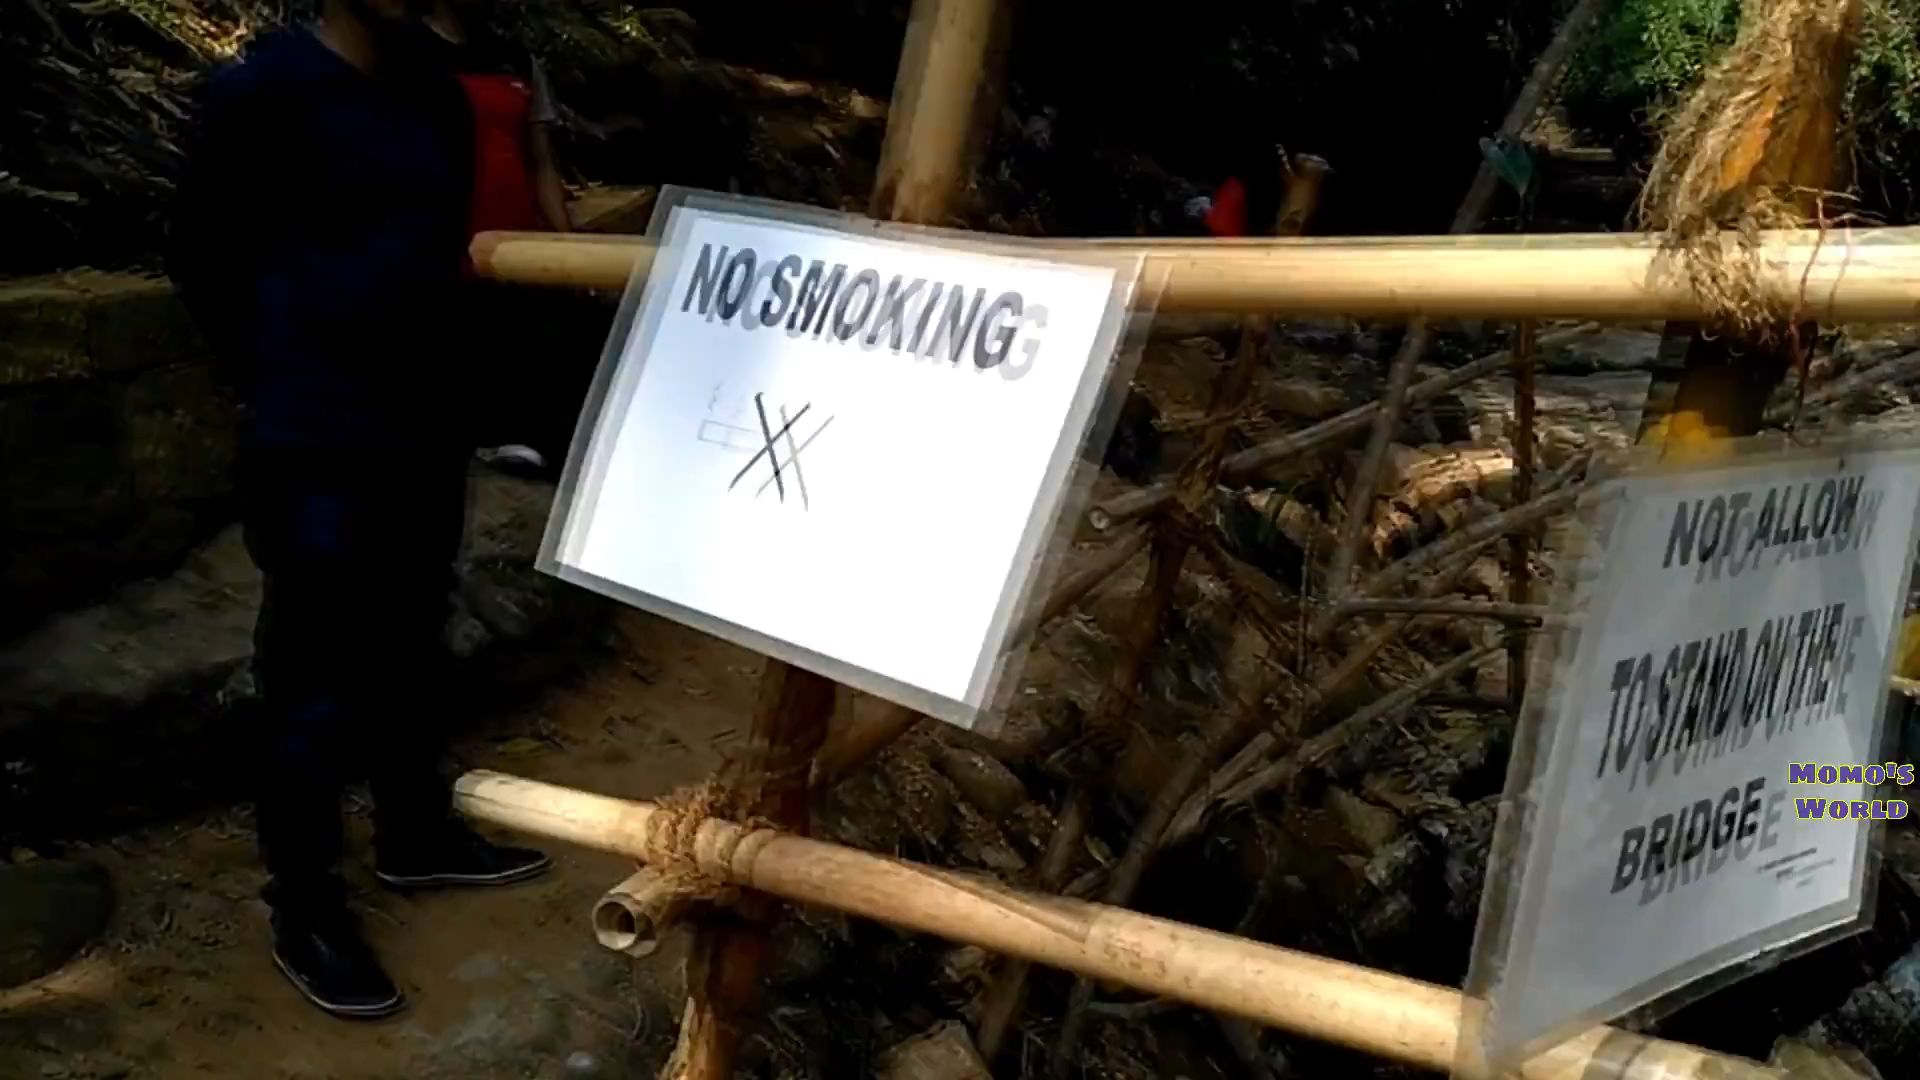 NO SMOKING
NOT ALLOW
TO STAND ON THE
BRIDGE
MOMO'S
WORLD